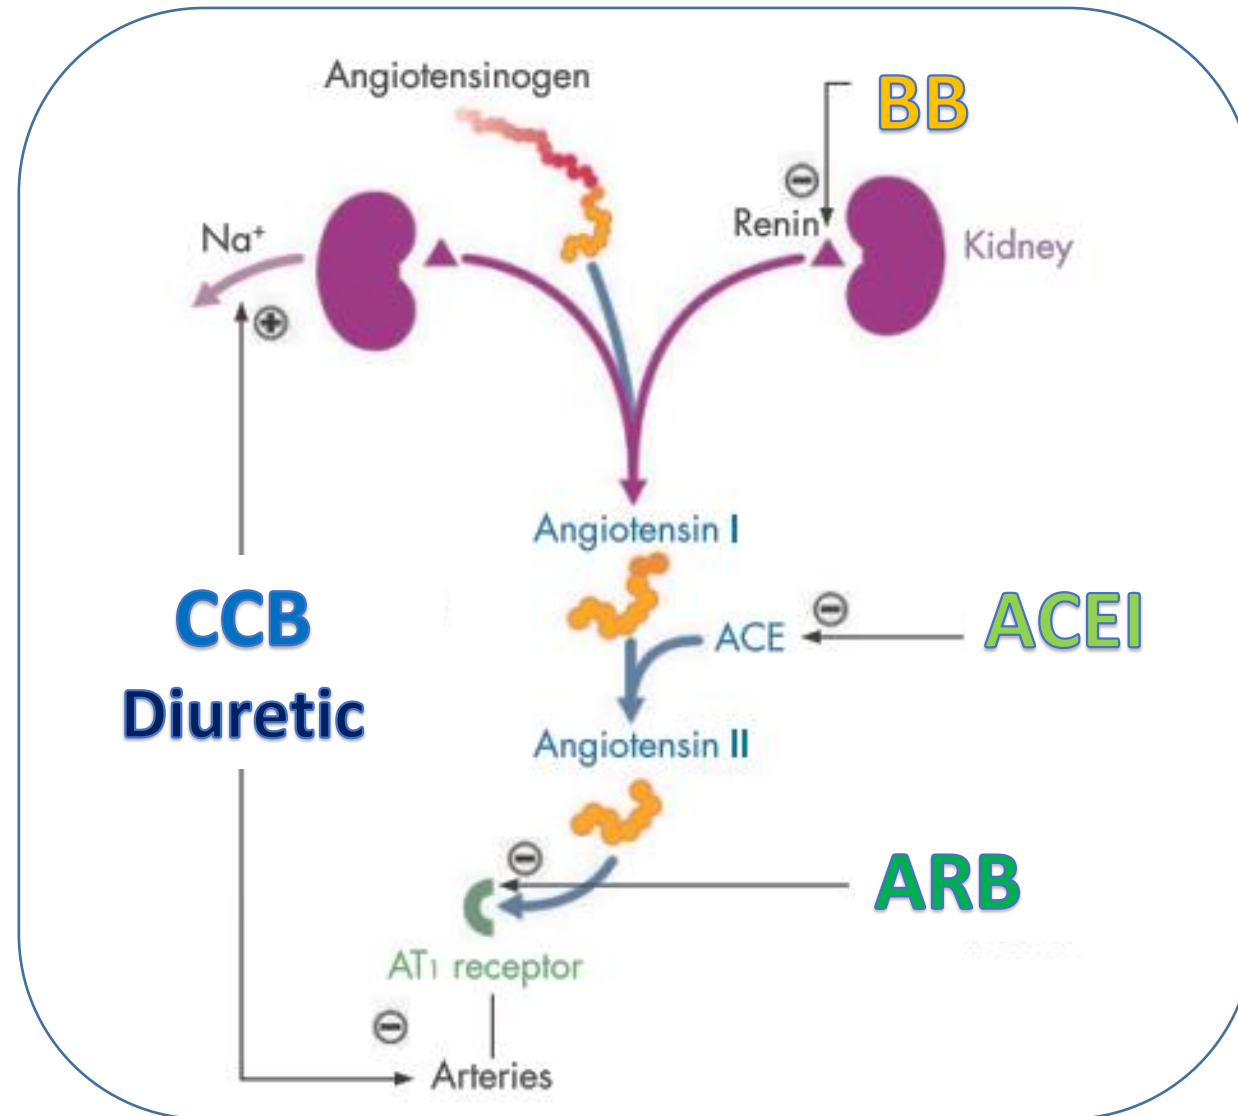 Angiotensinogen
BB
Renin
Na⁺
Kidney
Angiotensin I
CCB
ACE
ACEI
Diuretic
Angiotensin II
ARB
AT₁ receptor
Arteries